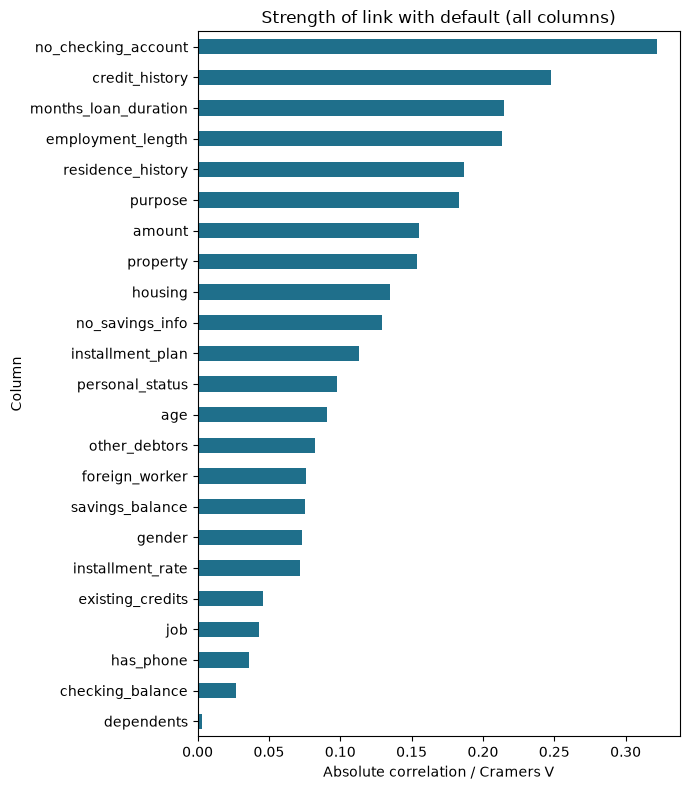 Strength of link with default (all columns)
no_checking_account
credit_history
months_loan_duration
employment_length
residence_history
purpose
amount
property
housing
no_savings_info
installment_plan
personal_status
age
other_debtors
foreign_worker
savings_balance
gender
installment_rate
existing_credits
job
has_phone
checking_balance
dependents
Column
0.00 0.05 0.10 0.15 0.20 0.25 0.30
Absolute correlation / Cramers V